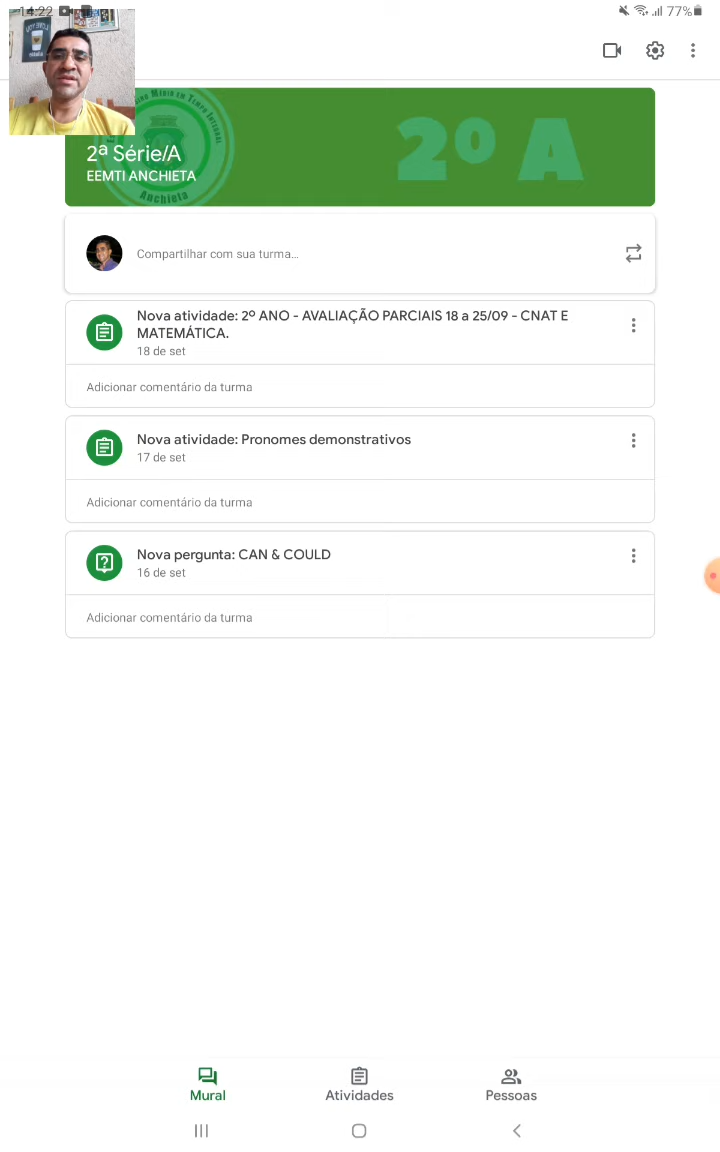 14:22
77%
2ª Série/A
EEMTI ANCHIETA
2º A
Anchieta
Compartilhar com sua turma...
Nova atividade: 2º ANO - AVALIAÇÃO PARCIAIS 18 a 25/09 - CNAT E
MATEMÁTICA.
18 de set
Adicionar comentário da turma
Nova atividade: Pronomes demonstrativos
17 de set
Adicionar comentário da turma
Nova pergunta: CAN & COULD
16 de set
Adicionar comentário da turma
Mural
Atividades
Pessoas